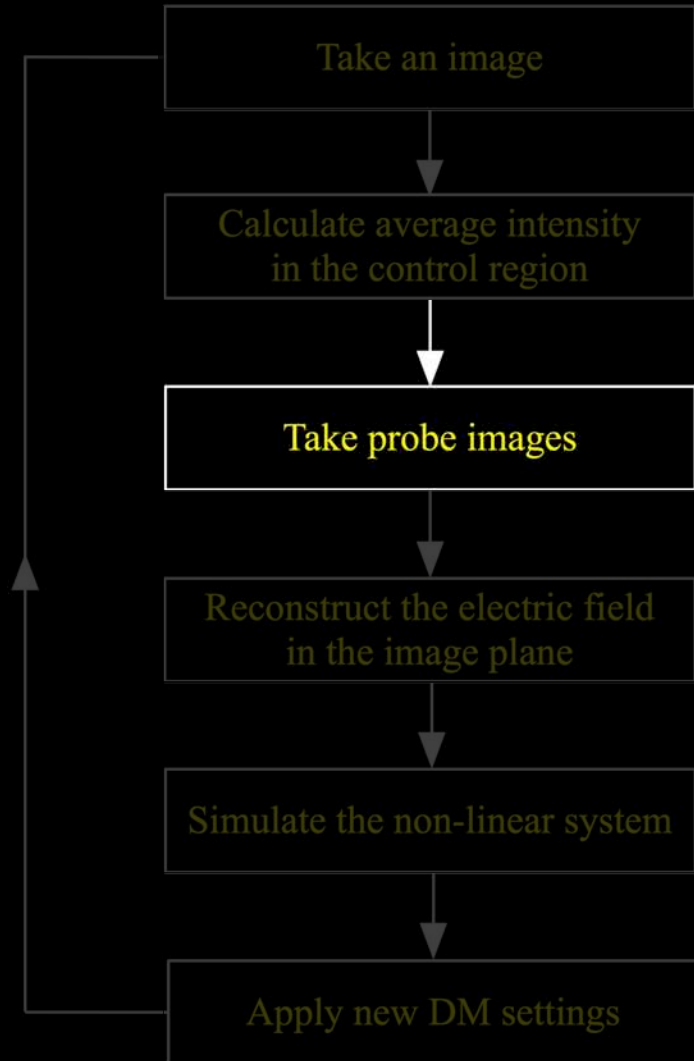 Take an image
Calculate average intensity
in the control region
Take probe images
Reconstruct the electric field
in the image plane
Simulate the non-linear system
Apply new DM settings